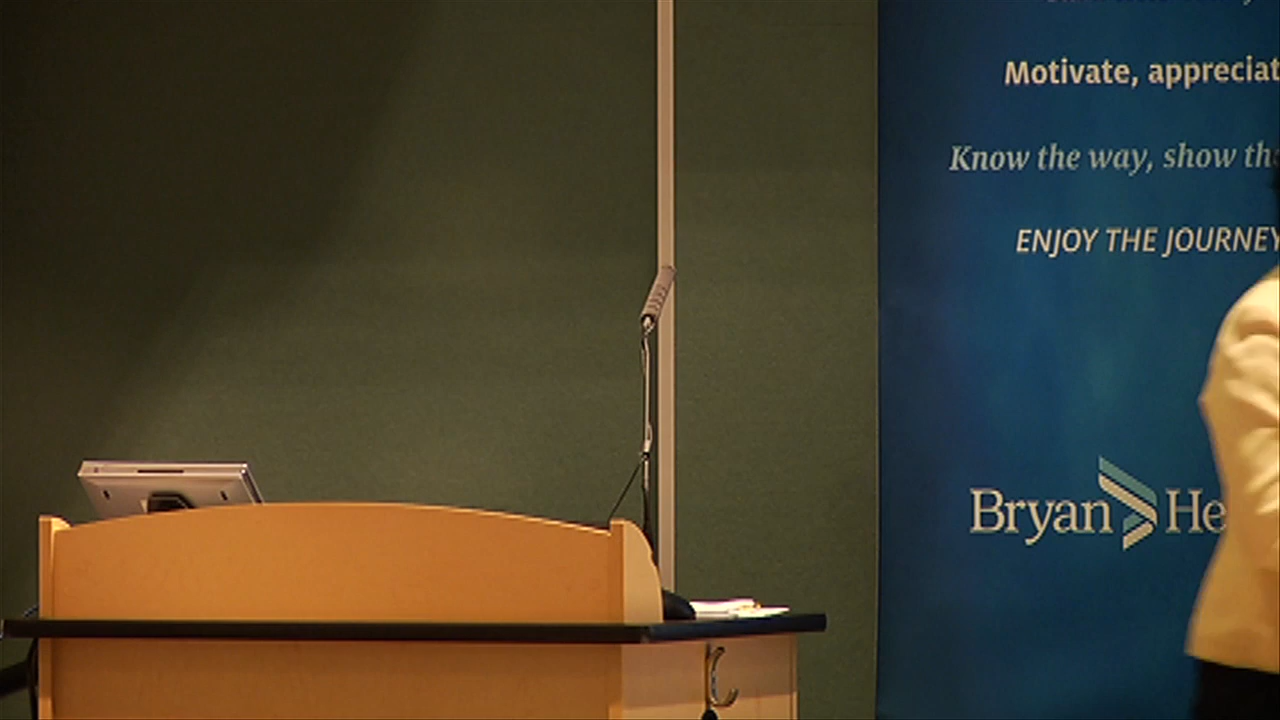 Motivate, appreciat
Know the way, show th
ENJOY THE JOURNEY
Bryan He